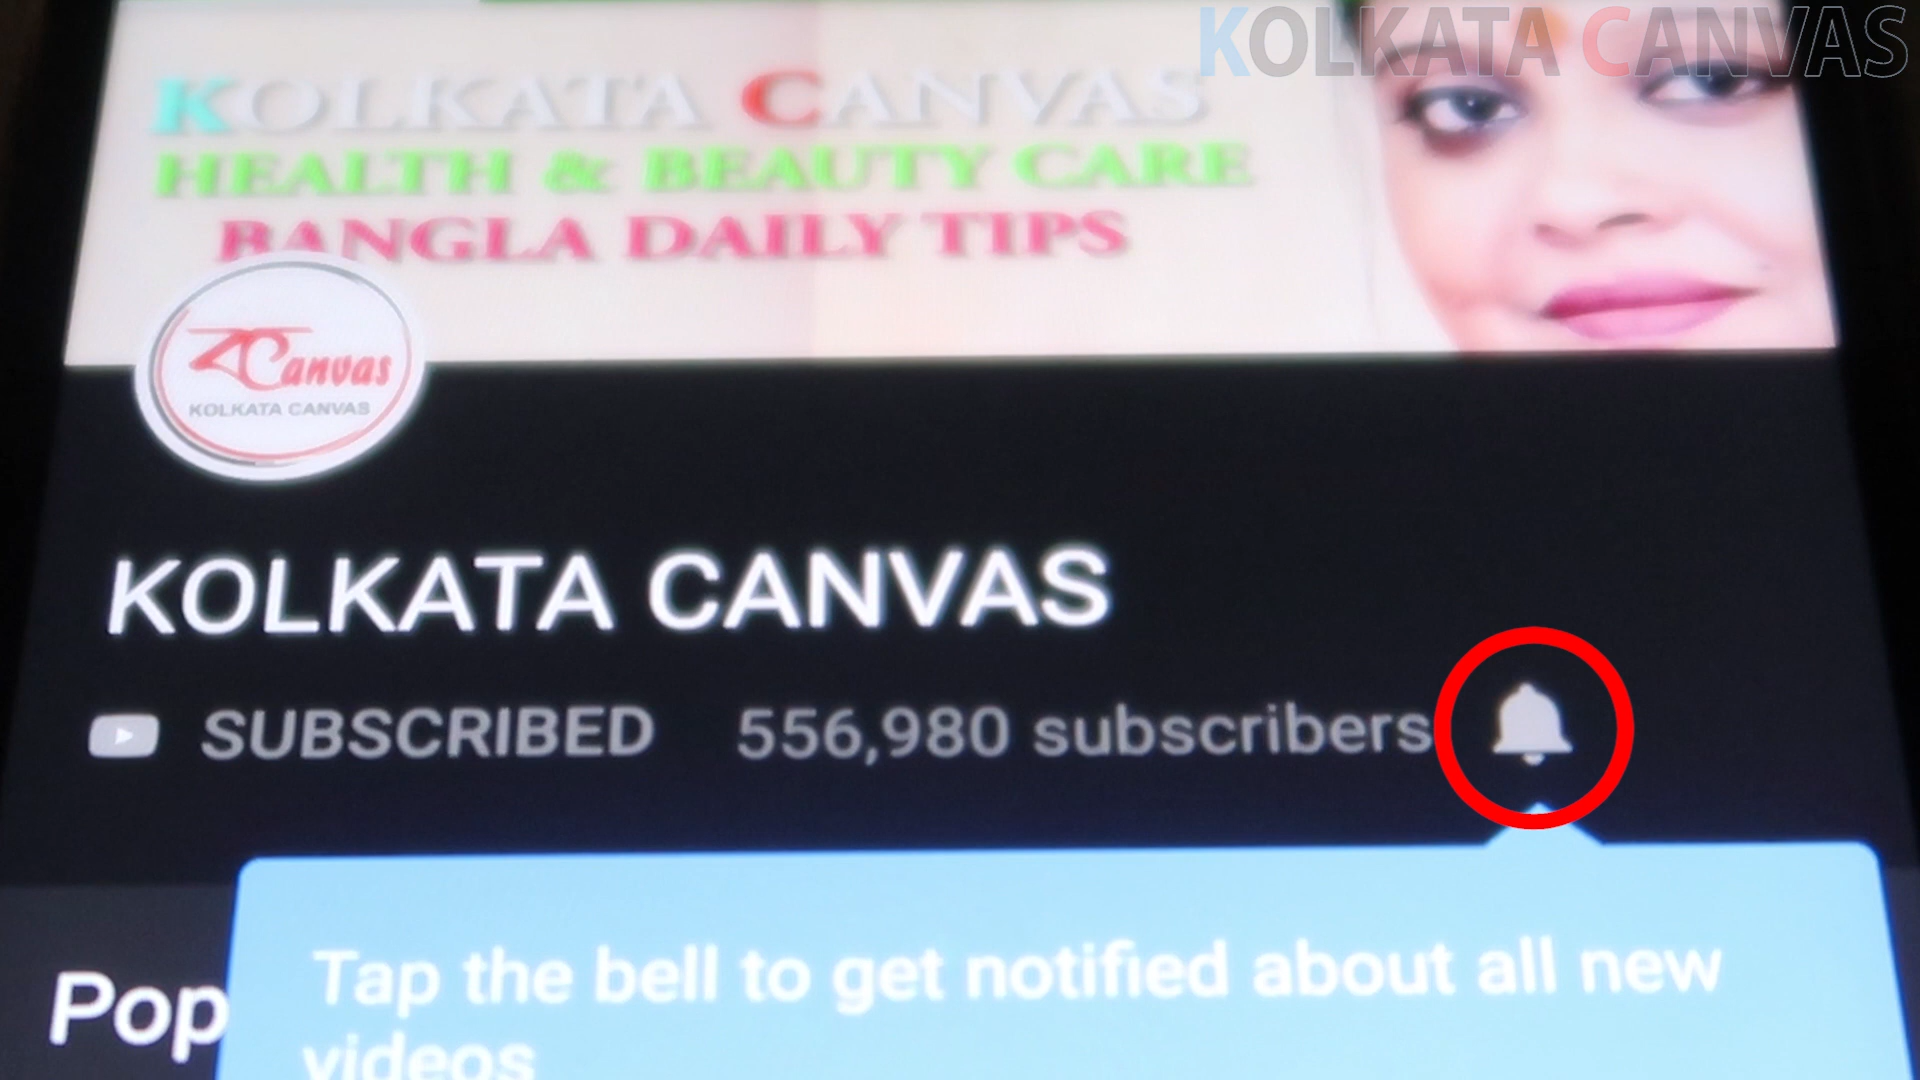 KOLKATA CANVAS
KOLKATA CANVAS
HEALTH & BEAUTY CARE
BANGLA DAILY TIPS
Canvas
KOLKATA CANVAS
KOLKATA CANVAS
SUBSCRIBED 556,980 subscribers
Tap the bell to get notified about all new
videos
Pop